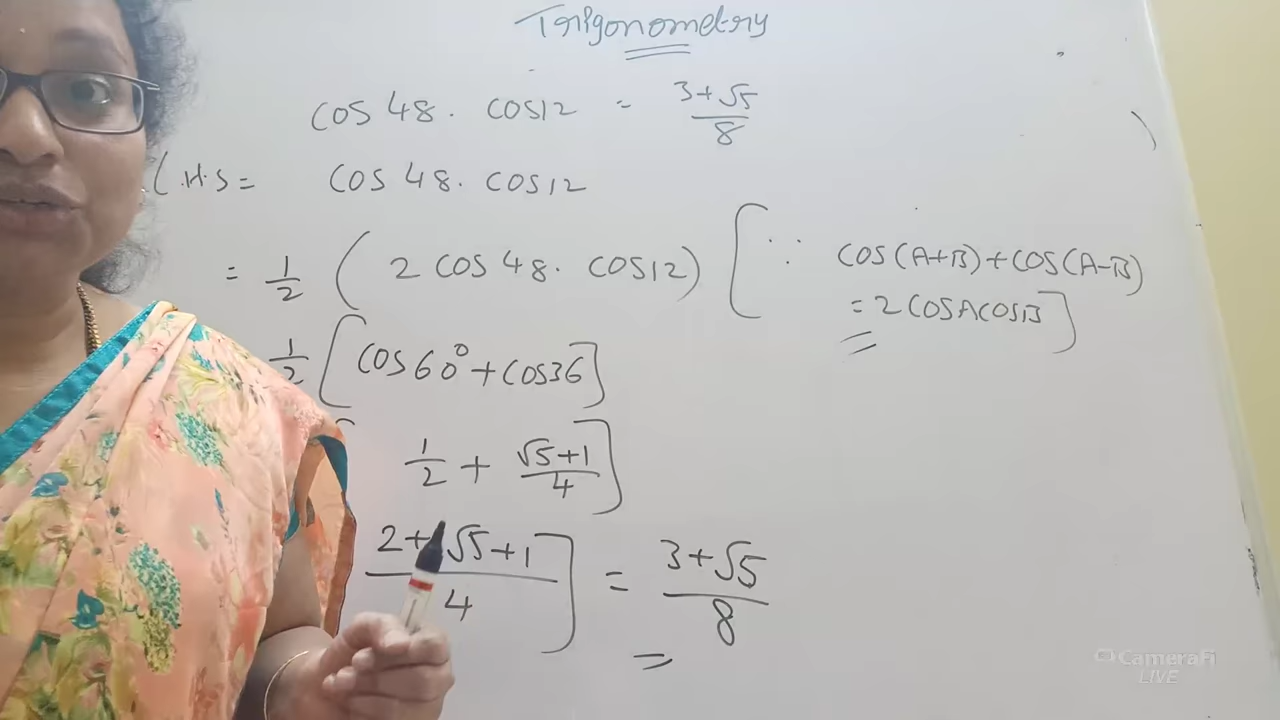 Trigonometry
cos 48. cos12 = 3+√5/8
L.H.S = cos 48. cos12
= 1/2 ( 2 cos 48. cos12) [∵ cos(A+B)+cos(A-B)
= 2 cosA cosB]
1/2 [cos60°+cos36]
1/2 + √5+1/4]
2+√5+1/4] = 3+√5/8
CameraFi
LIVE